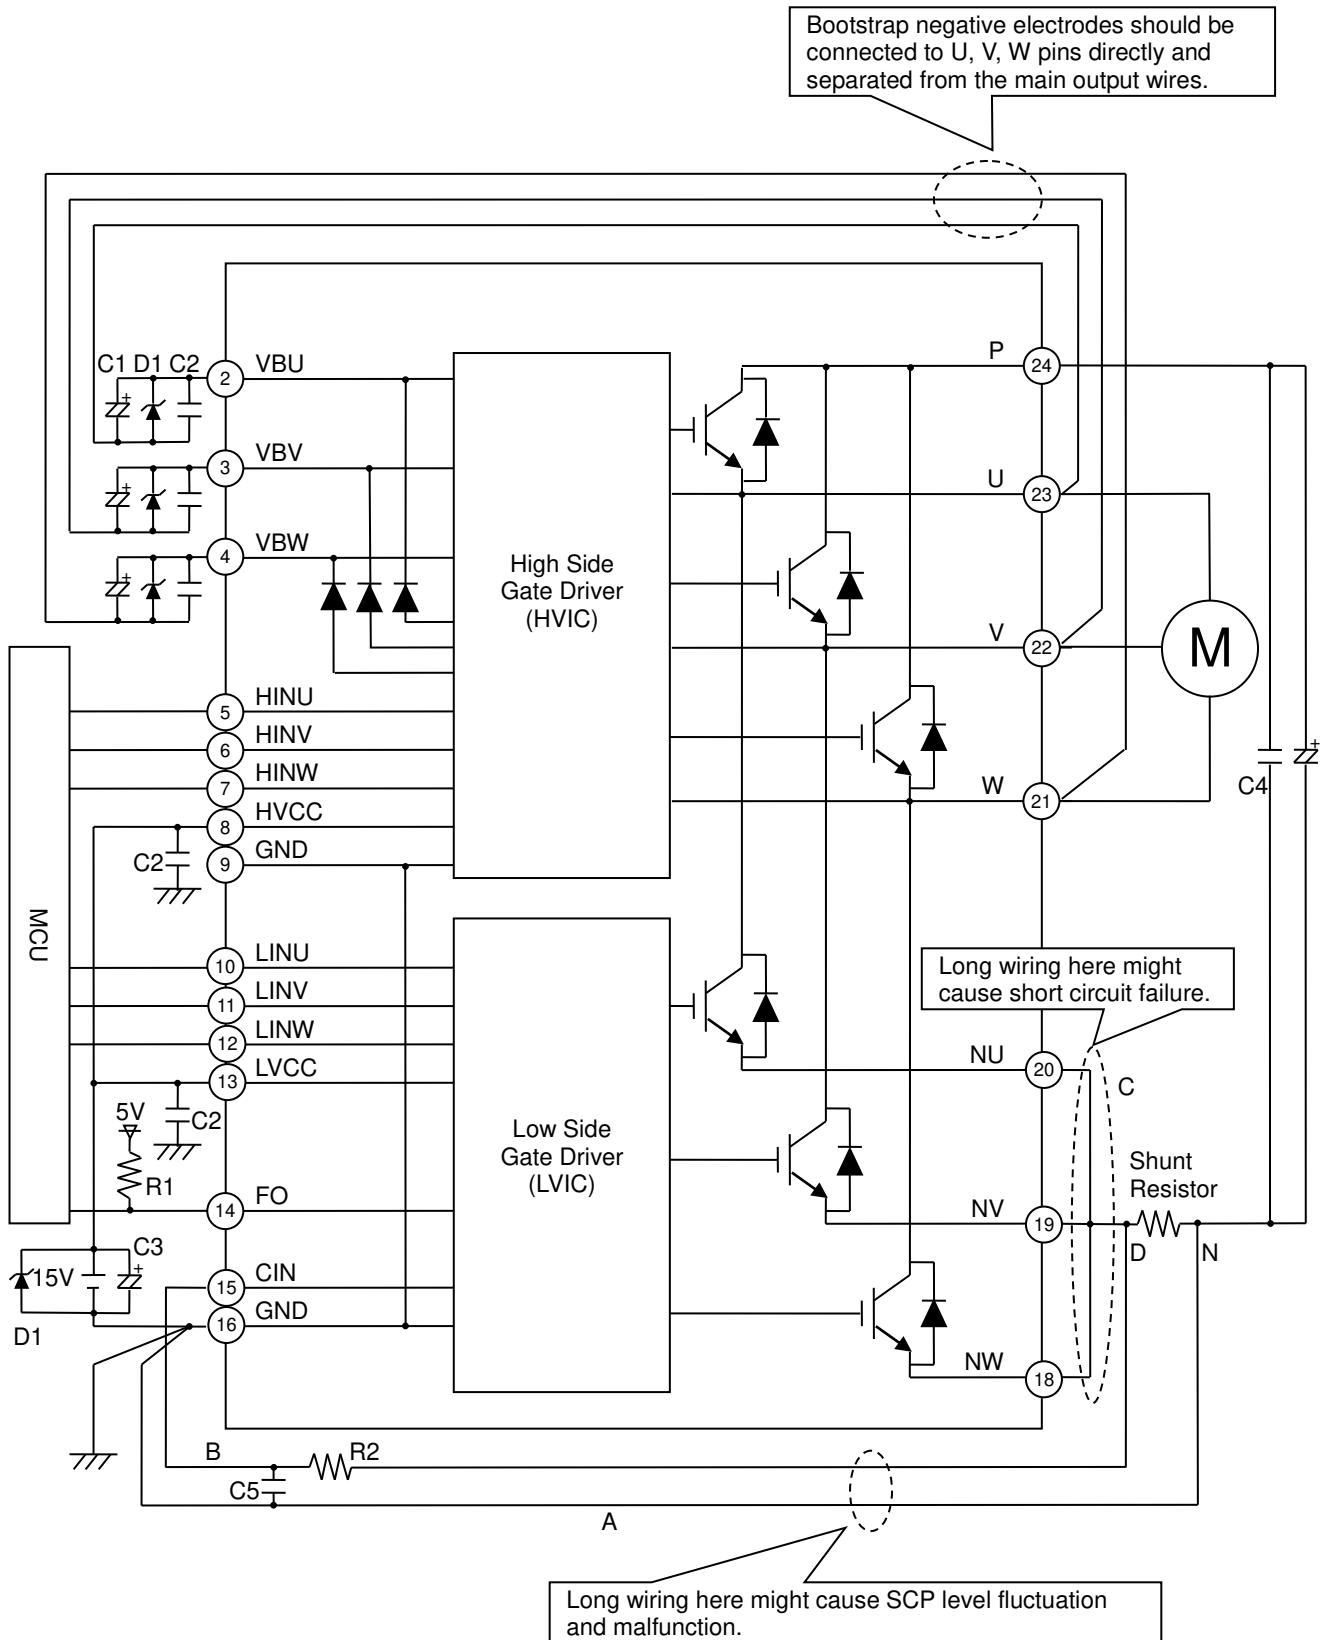 Bootstrap negative electrodes should be
connected to U, V, W pins directly and
separated from the main output wires.
C1 D1 C2
+
2
VBU
P
24
3
VBV
+
U
23
4
VBW
+
High Side
Gate Driver
(HVIC)
V
22
M
MCU
5
HINU
6
HINV
7
HINW
8
HVCC
C2
9
GND
W
21
C4
+
10
LINU
11
LINV
12
LINW
13
LVCC
C2
5V
R1
14
FO
Low Side
Gate Driver
(LVIC)
Long wiring here might
cause short circuit failure.
NU
20
C
Shunt
Resistor
NV
19
D
N
C3
+
15V
D1
15
CIN
16
GND
NW
18
B
R2
C5
A
Long wiring here might cause SCP level fluctuation
and malfunction.